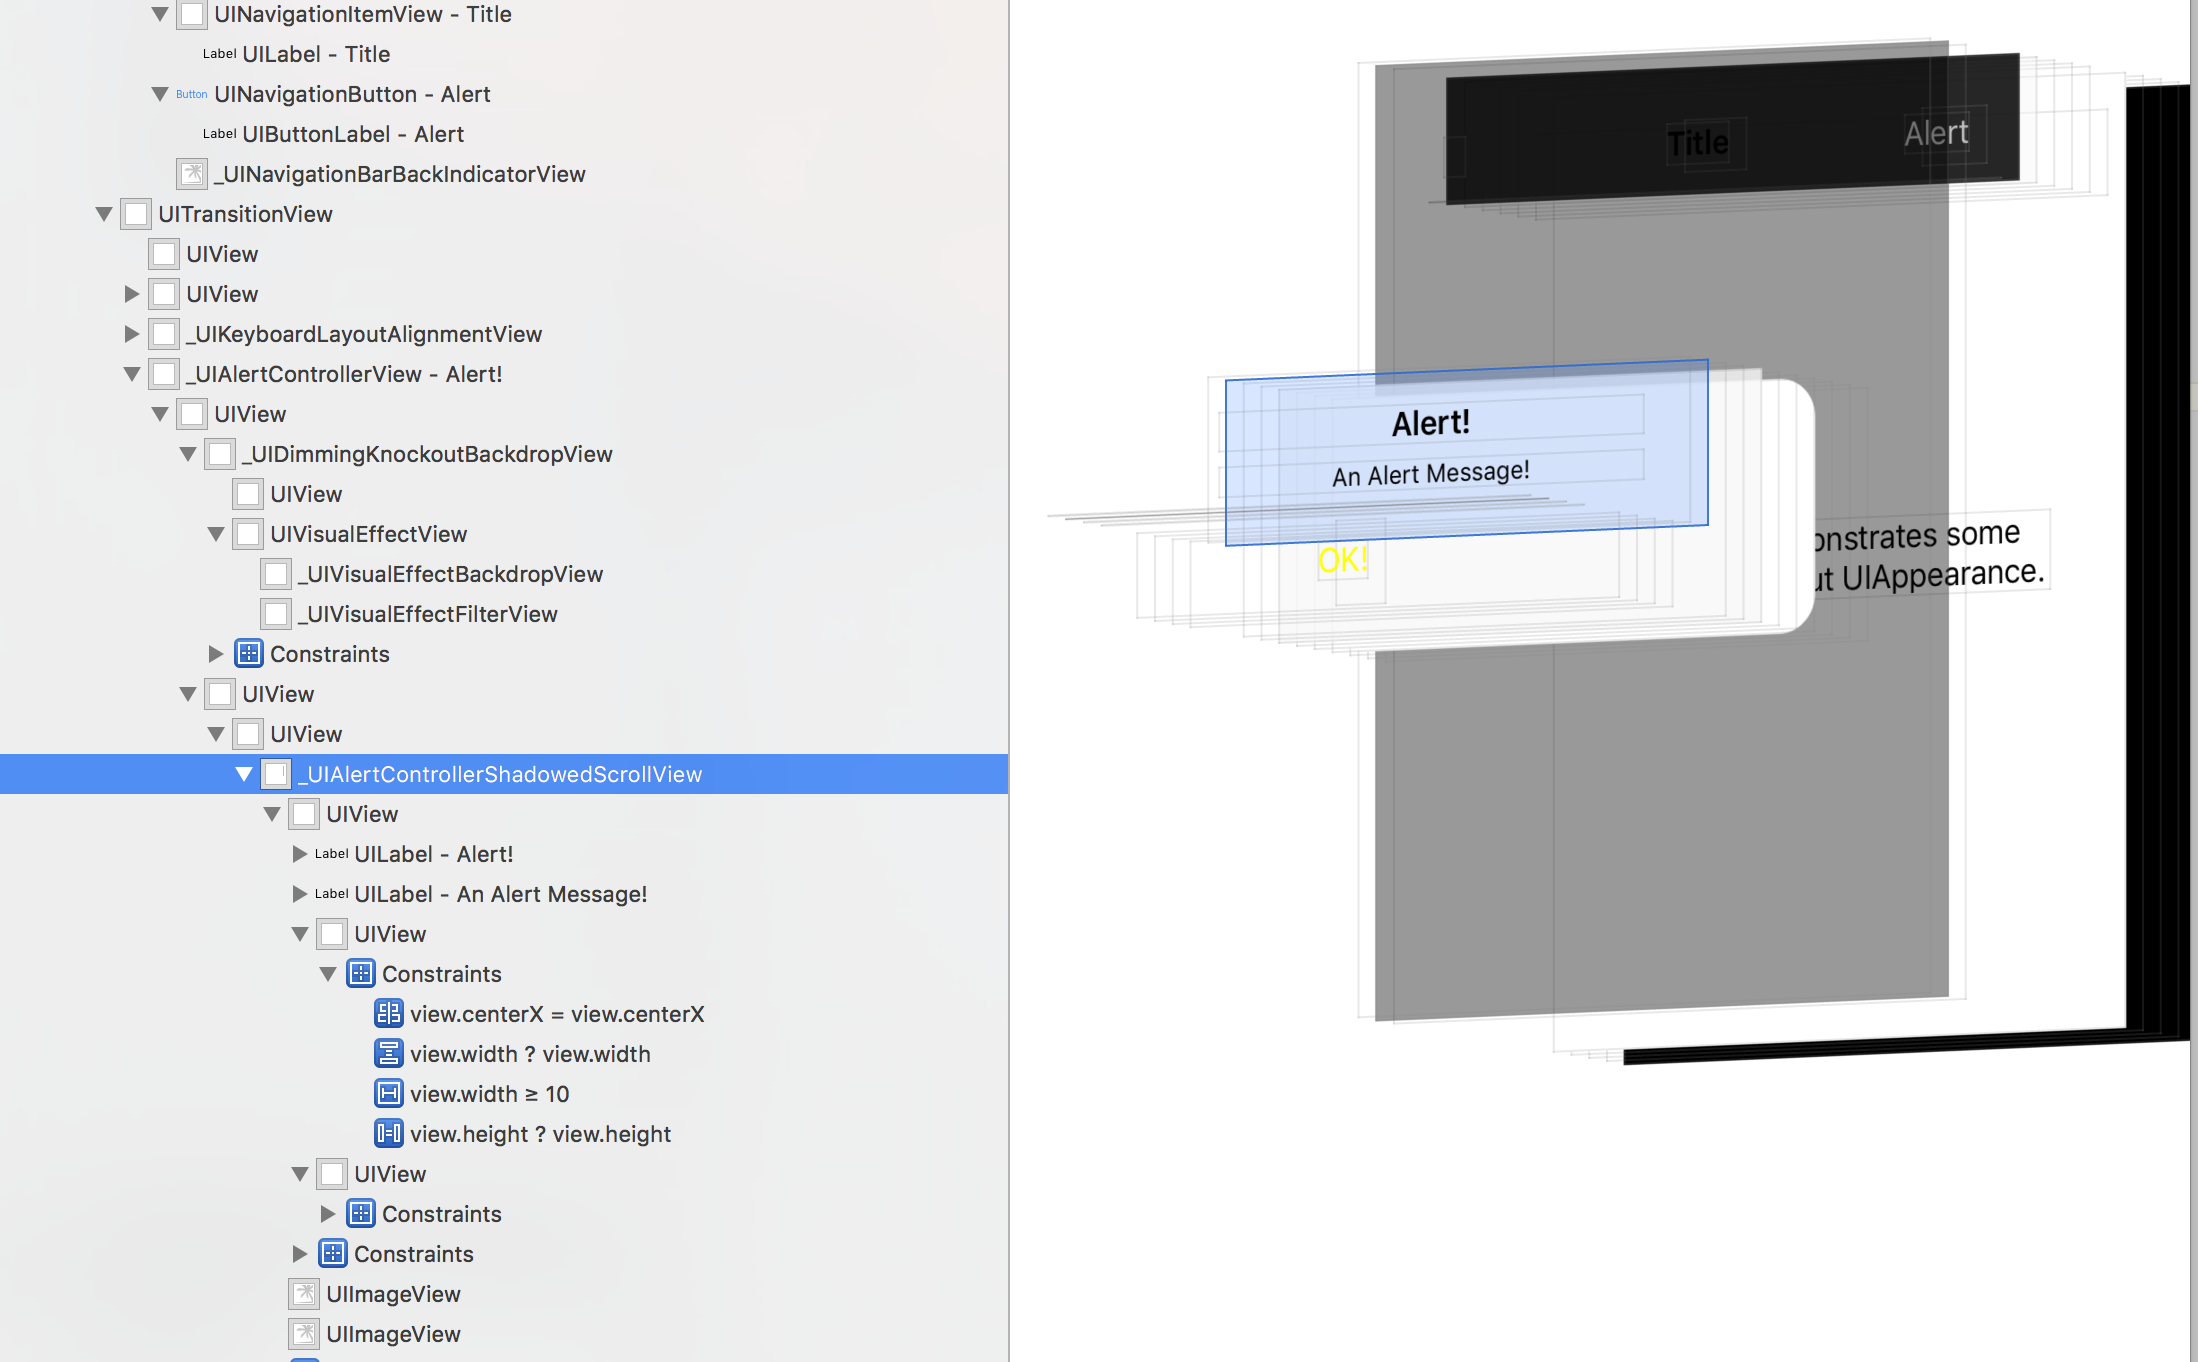 UINavigationItemView - Title
Label UILabel - Title
Button UINavigationButton - Alert
Label UIButtonLabel - Alert
_UINavigationBarBackIndicatorView
UITransitionView
UIView
UIView
_UIKeyboardLayoutAlignmentView
_UIAlertControllerView - Alert!
UIView
_UIDimmingKnockoutBackdropView
UIView
UIVisualEffectView
_UIVisualEffectBackdropView
_UIVisualEffectFilterView
Constraints
UIView
UIView
_UIAlertControllerShadowedScrollView
UIView
Label UILabel - Alert!
Label UILabel - An Alert Message!
UIView
Constraints
view.centerX = view.centerX
view.width ? view.width
view.width ≥ 10
view.height ? view.height
UIView
Constraints
Constraints
UIImageView
UIImageView
Title
Alert
Alert!
An Alert Message!
OK!
onstrates some
ut UIAppearance.